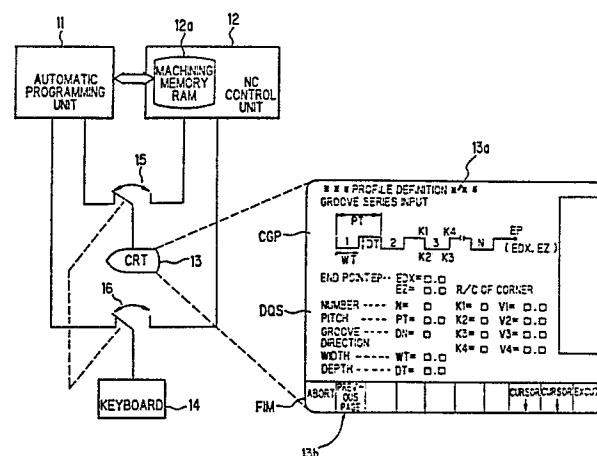 11
12a
12
AUTOMATIC
PROGRAMMING
UNIT
MACHINING
MEMORY
RAM
NC
CONTROL
UNIT
15
CRT
13
16
KEYBOARD
14
13a
* * * PROFILE DEFINITION * * *
GROOVE SERIES INPUT
CGP
PT
1 DT 2 K1 3 K4 N EP
WT K2 K3 (EDX, EZ)
END POINT EP -- EDX= □.□
EZ= □.□ R/C OF CORNER
DQS
NUMBER ---- N= □ K1= □ V1= □.□
PITCH ---- PT= □.□ K2= □ V2= □.□
GROOVE ---- DN= □ K3= □ V3= □.□
DIRECTION K4= □ V4= □.□
WIDTH ---- WT= □.□
DEPTH ---- DT= □.□
FIM
ABORT PREVI-OUS PAGE CURSOR ↓ CURSOR ↓ EXCUT
13b